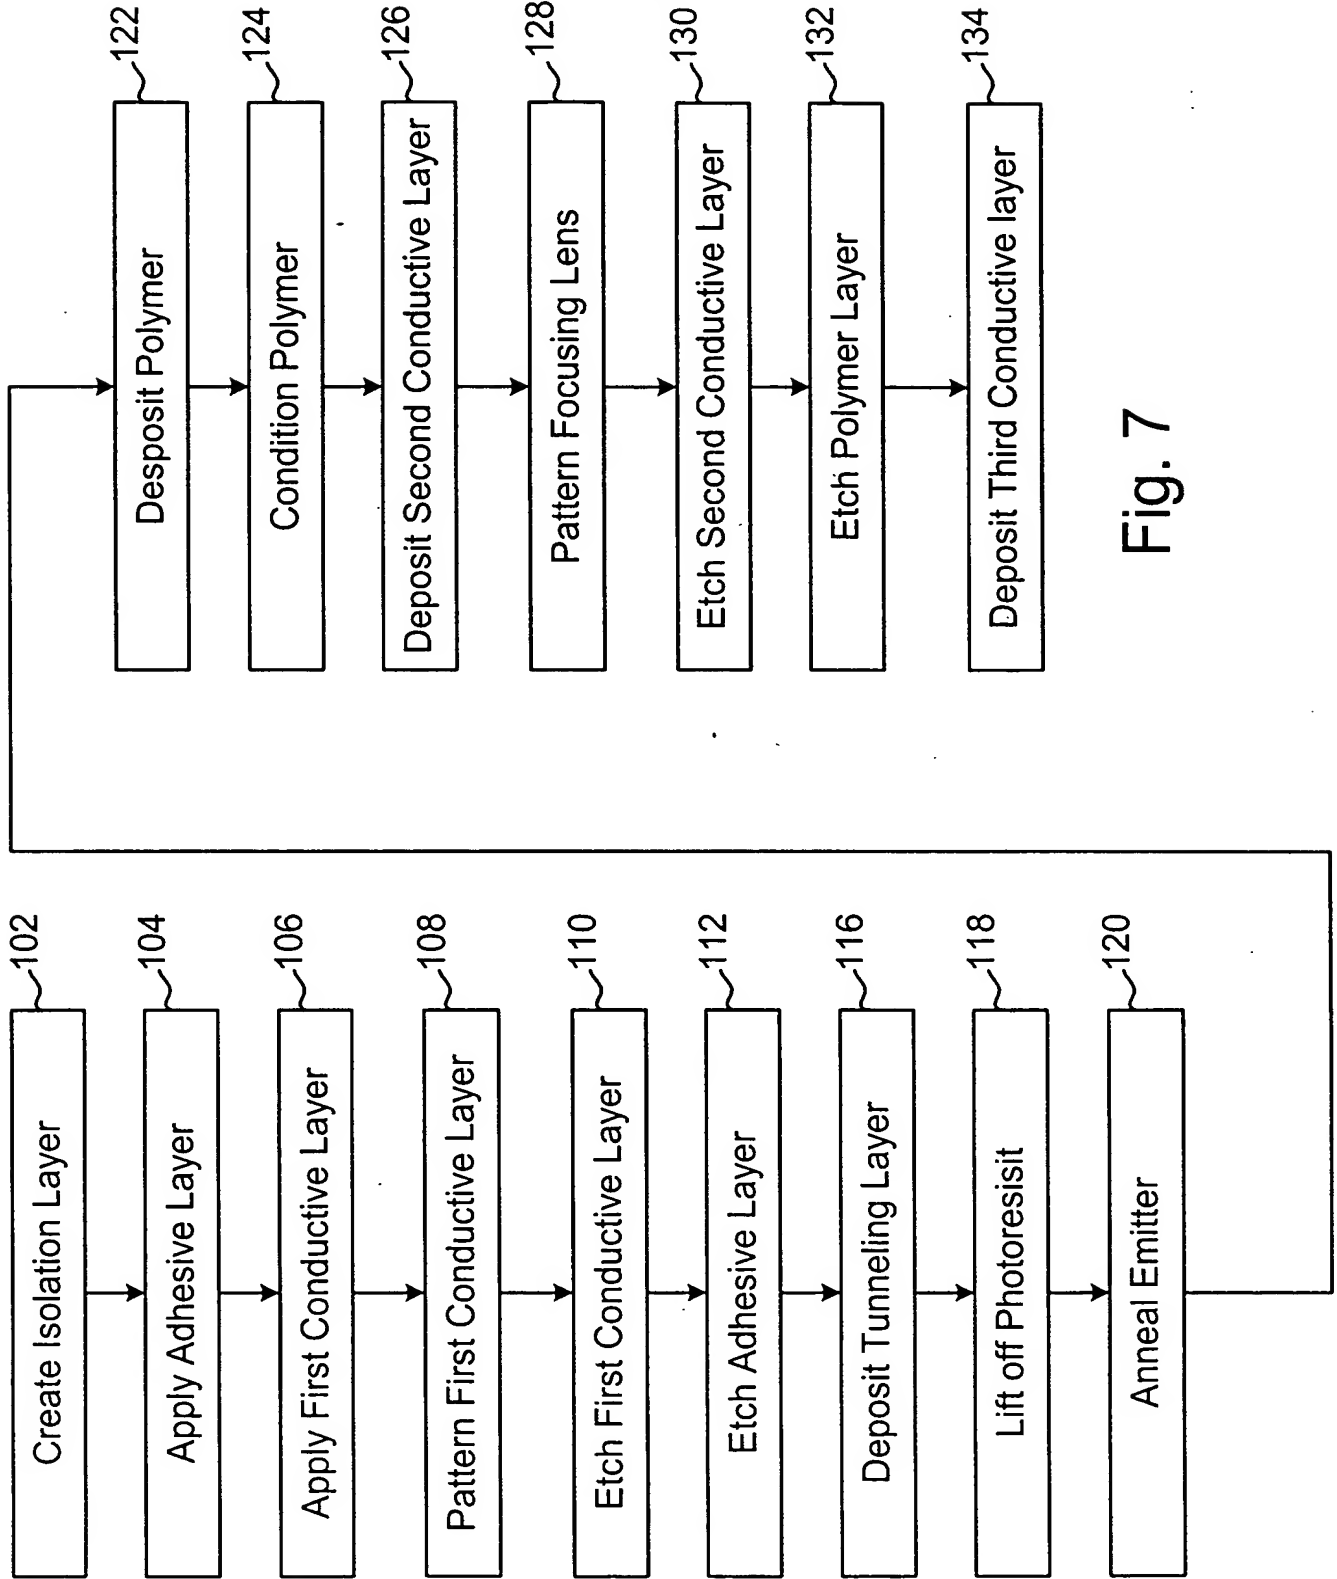 Create Isolation Layer
102
Apply Adhesive Layer
104
Apply First Conductive Layer
106
Pattern First Conductive Layer
108
Etch First Conductive Layer
110
Etch Adhesive Layer
112
Deposit Tunneling Layer
116
Lift off Photoresisit
118
Anneal Emitter
120
Desposit Polymer
122
Condition Polymer
124
Deposit Second Conductive Layer
126
Pattern Focusing Lens
128
Etch Second Conductive Layer
130
Etch Polymer Layer
132
Deposit Third Conductive layer
134
Fig. 7